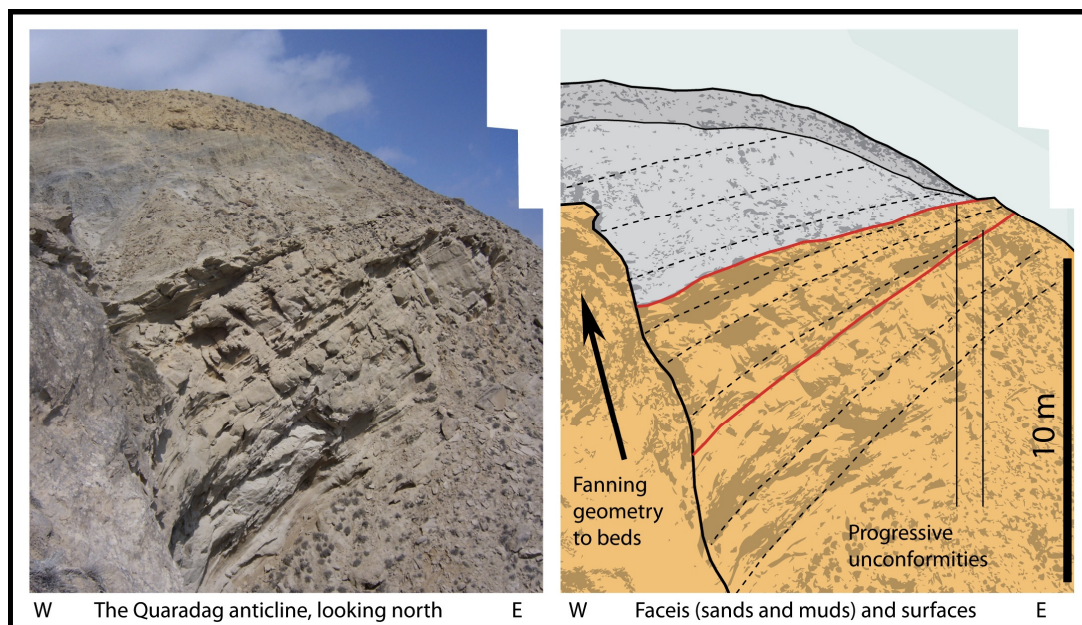 Fanning
geometry
to beds
Progressive
unconformities
10 m
W The Quaradag anticline, looking north E
W Faceis (sands and muds) and surfaces E